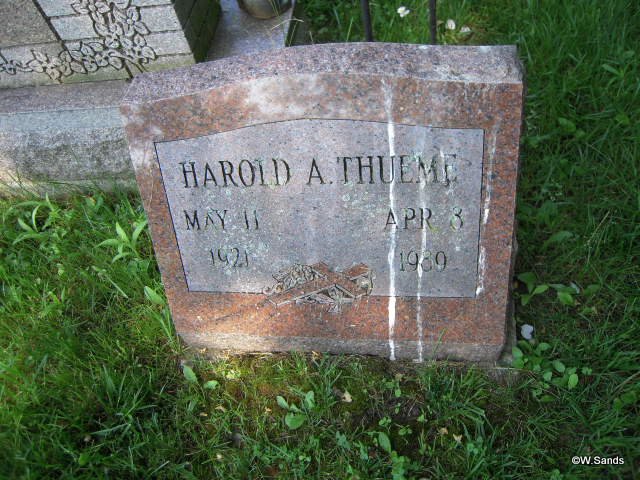 HAROLD A. THUEME
MAY 11 APR 8
1921 1980
©W.Sands